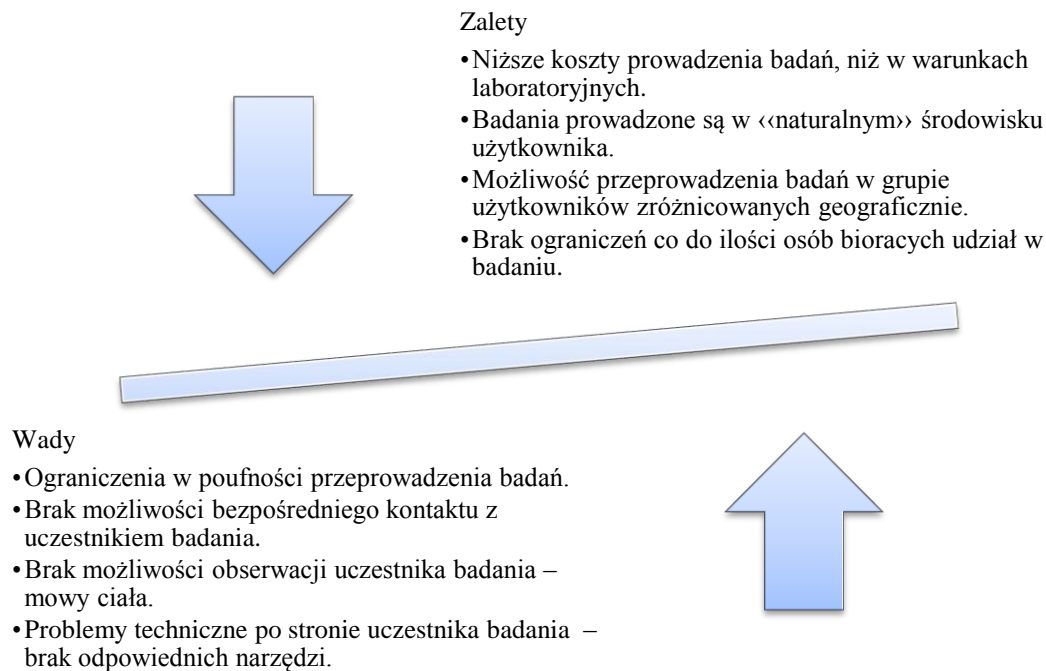 Zalety
•Niższe koszty prowadzenia badań, niż w warunkach
laboratoryjnych.
•Badania prowadzone są w ‹‹naturalnym›› środowisku
użytkownika.
•Możliwość przeprowadzenia badań w grupie
użytkowników zróżnicowanych geograficznie.
•Brak ograniczeń co do ilości osób bioracych udział w
badaniu.
Wady
•Ograniczenia w poufności przeprowadzenia badań.
•Brak możliwości bezpośredniego kontaktu z
uczestnikiem badania.
•Brak możliwości obserwacji uczestnika badania –
mowy ciała.
•Problemy techniczne po stronie uczestnika badania –
brak odpowiednich narzędzi.